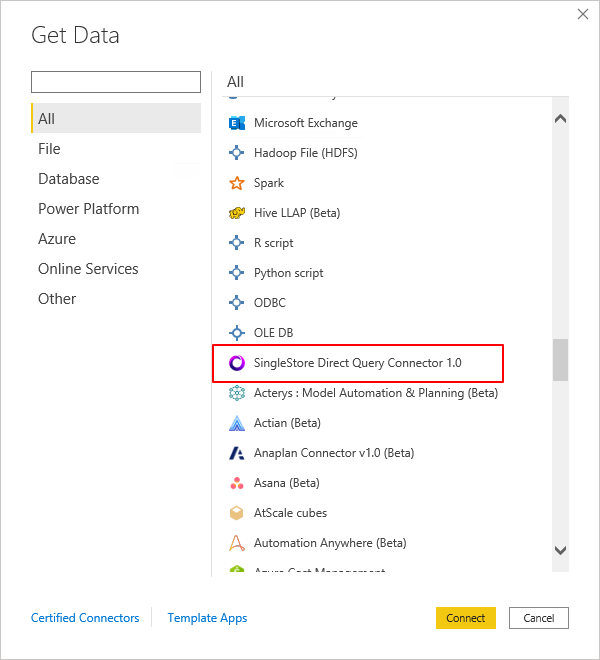 Get Data
All
File
Database
Power Platform
Azure
Online Services
Other
All
Microsoft Exchange
Hadoop File (HDFS)
Spark
Hive LLAP (Beta)
R script
Python script
ODBC
OLE DB
SingleStore Direct Query Connector 1.0
Acterys : Model Automation & Planning (Beta)
Actian (Beta)
Anaplan Connector v1.0 (Beta)
Asana (Beta)
AtScale cubes
Automation Anywhere (Beta)
Azure Cost Management
Certified Connectors
Template Apps
Connect
Cancel